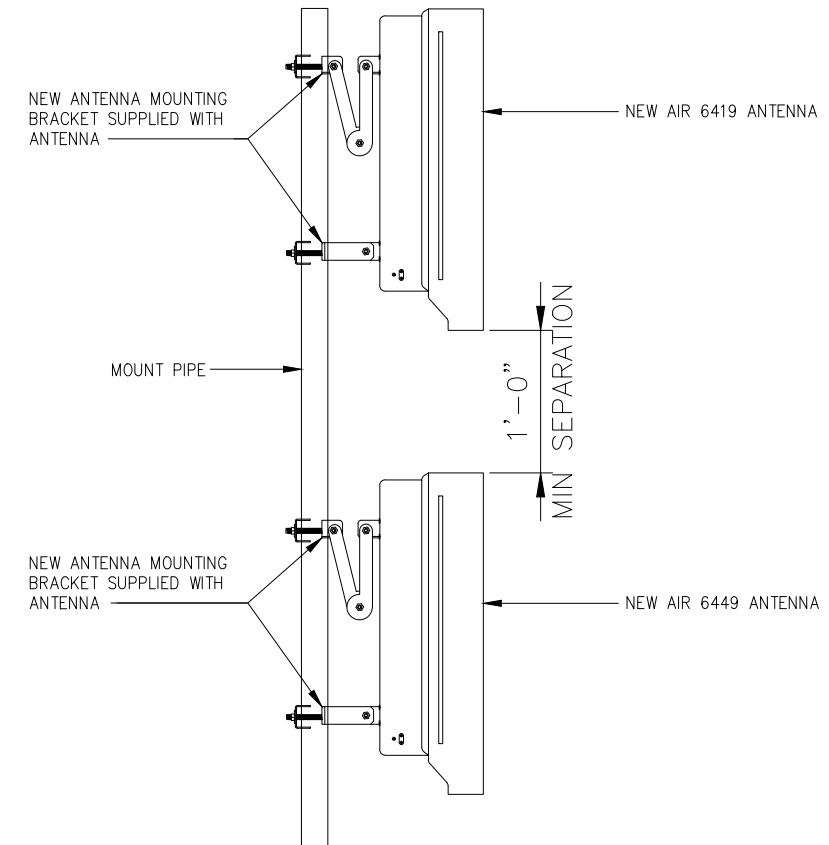 NEW ANTENNA MOUNTING
BRACKET SUPPLIED WITH
ANTENNA
NEW AIR 6419 ANTENNA
MOUNT PIPE
1'-0"
MIN SEPARATION
NEW ANTENNA MOUNTING
BRACKET SUPPLIED WITH
ANTENNA
NEW AIR 6449 ANTENNA